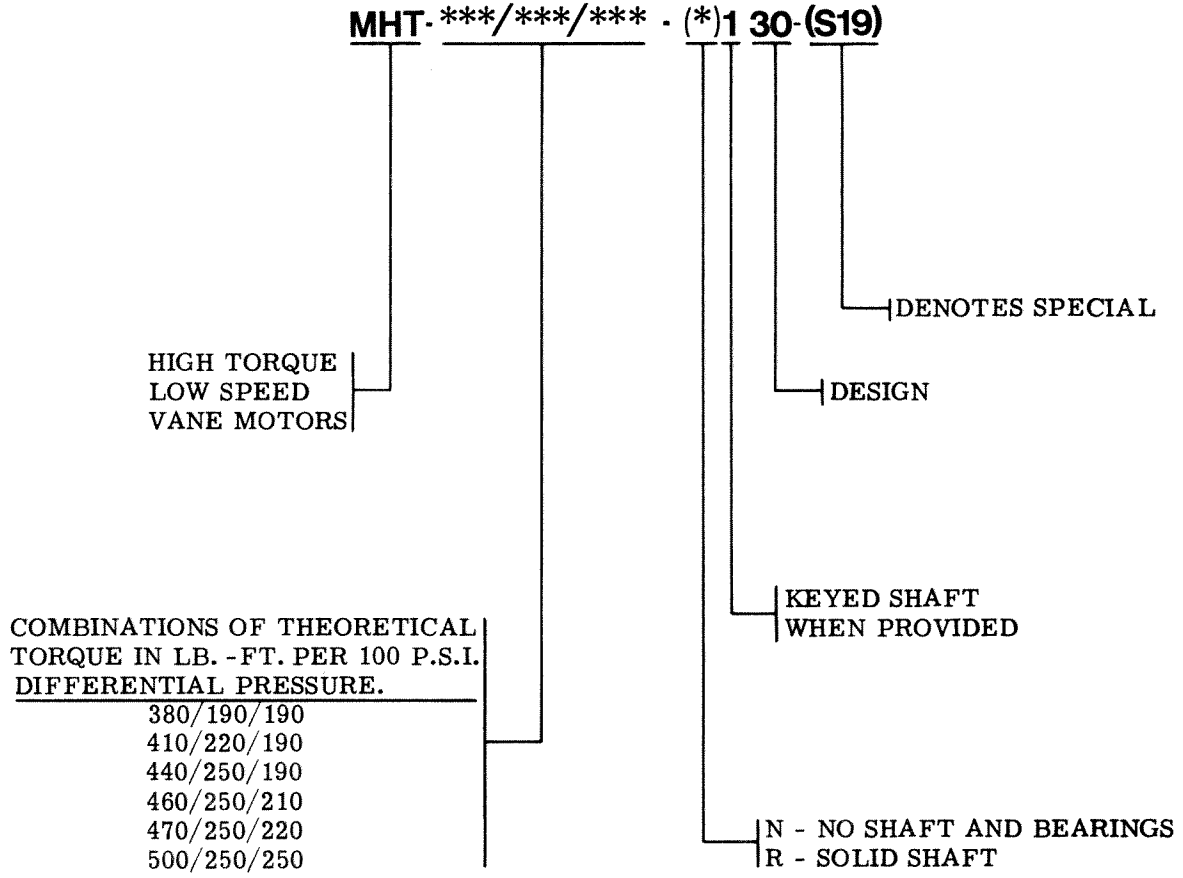 MHT- ***/***/*** - (*)1 30-(S19)
DENOTES SPECIAL
HIGH TORQUE
LOW SPEED
VANE MOTORS
DESIGN
KEYED SHAFT
WHEN PROVIDED
COMBINATIONS OF THEORETICAL
TORQUE IN LB. -FT. PER 100 P.S.I.
DIFFERENTIAL PRESSURE.
380/190/190
410/220/190
440/250/190
460/250/210
470/250/220
500/250/250
N - NO SHAFT AND BEARINGS
R - SOLID SHAFT